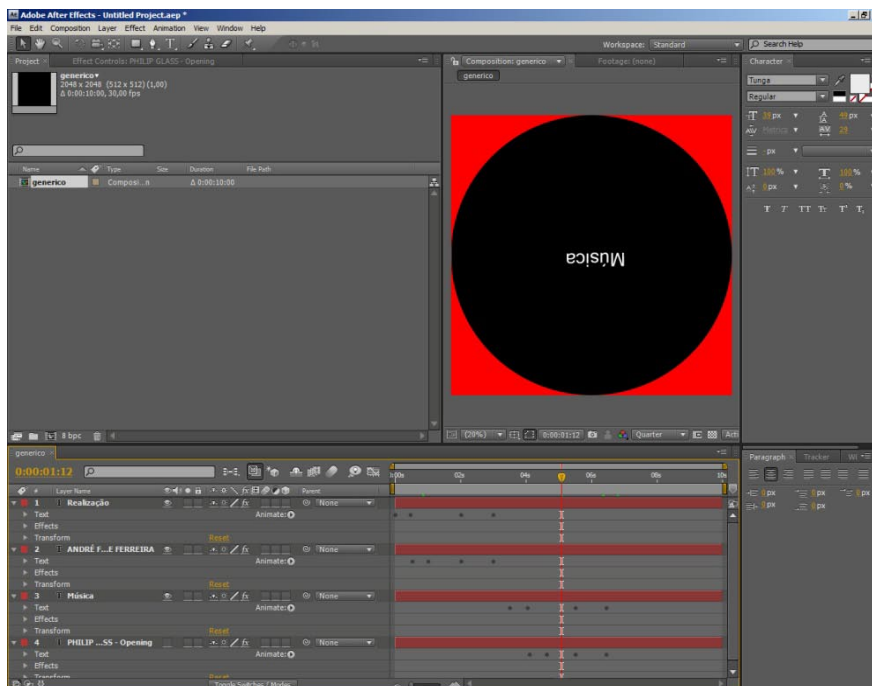 Adobe After Effects - Untitled Project.aep *
File Edit Composition Layer Effect Animation View Window Help
Workspace: Standard
Search Help
Project Effect Controls: PHILIP GLASS - Opening
generico
2048 x 2048 (512 x 512) (1,00)
Δ 0:00:10:00, 30,00 fps
Name Type Size Duration File Path
generico Composi...n Δ 0:00:10:00
8 bpc
Composition: generico Footage: (none)
generico
Música
(20%) 0:00:01:12 Quarter Acti
Character
Tunga
Regular
px px
Metrics
- px
100 % 100 %
0 px 0 %
T T TT Tt T' T,
generico
0:00:01:12
:00s 02s 04s 06s 08s 10s
# Layer Name Parent
1 T Realização None
Text Animate:
Effects
Transform Reset
2 T ANDRÉ F...E FERREIRA None
Text Animate:
Effects
Transform Reset
3 T Música None
Text Animate:
Effects
Transform Reset
4 T PHILIP ...SS - Opening None
Text Animate:
Effects
Transform Reset
Toggle Switches / Modes
Paragraph Tracker
0 px 0 px 0 px
0 px 0 px